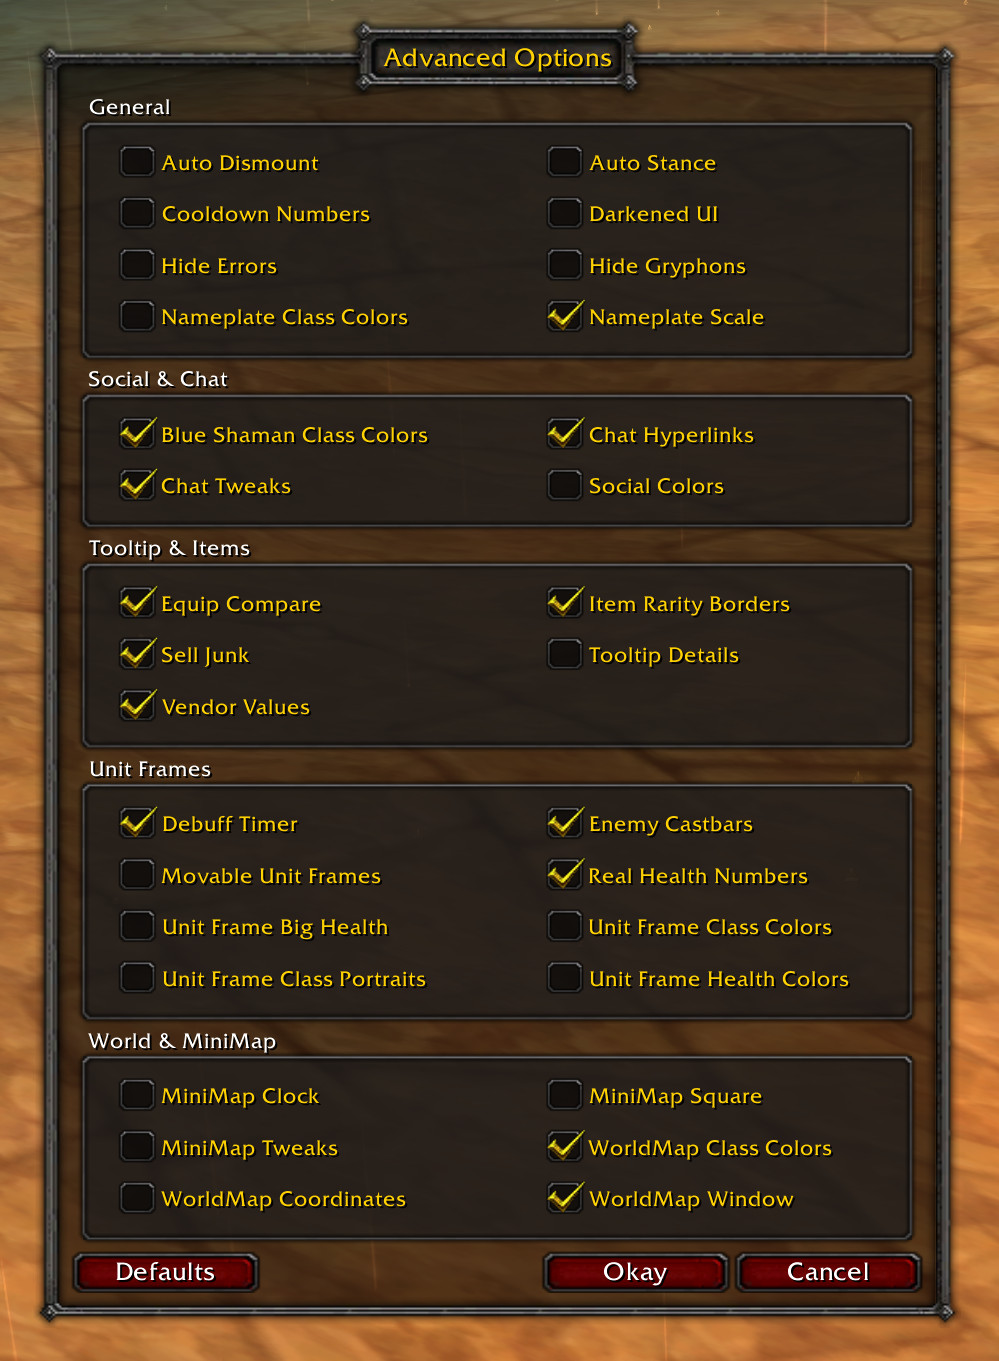 Advanced Options
General
Auto Dismount Auto Stance
Cooldown Numbers Darkened UI
Hide Errors Hide Gryphons
Nameplate Class Colors Nameplate Scale
Social & Chat
Blue Shaman Class Colors Chat Hyperlinks
Chat Tweaks Social Colors
Tooltip & Items
Equip Compare Item Rarity Borders
Sell Junk Tooltip Details
Vendor Values
Unit Frames
Debuff Timer Enemy Castbars
Movable Unit Frames Real Health Numbers
Unit Frame Big Health Unit Frame Class Colors
Unit Frame Class Portraits Unit Frame Health Colors
World & MiniMap
MiniMap Clock MiniMap Square
MiniMap Tweaks WorldMap Class Colors
WorldMap Coordinates WorldMap Window
Defaults Okay Cancel